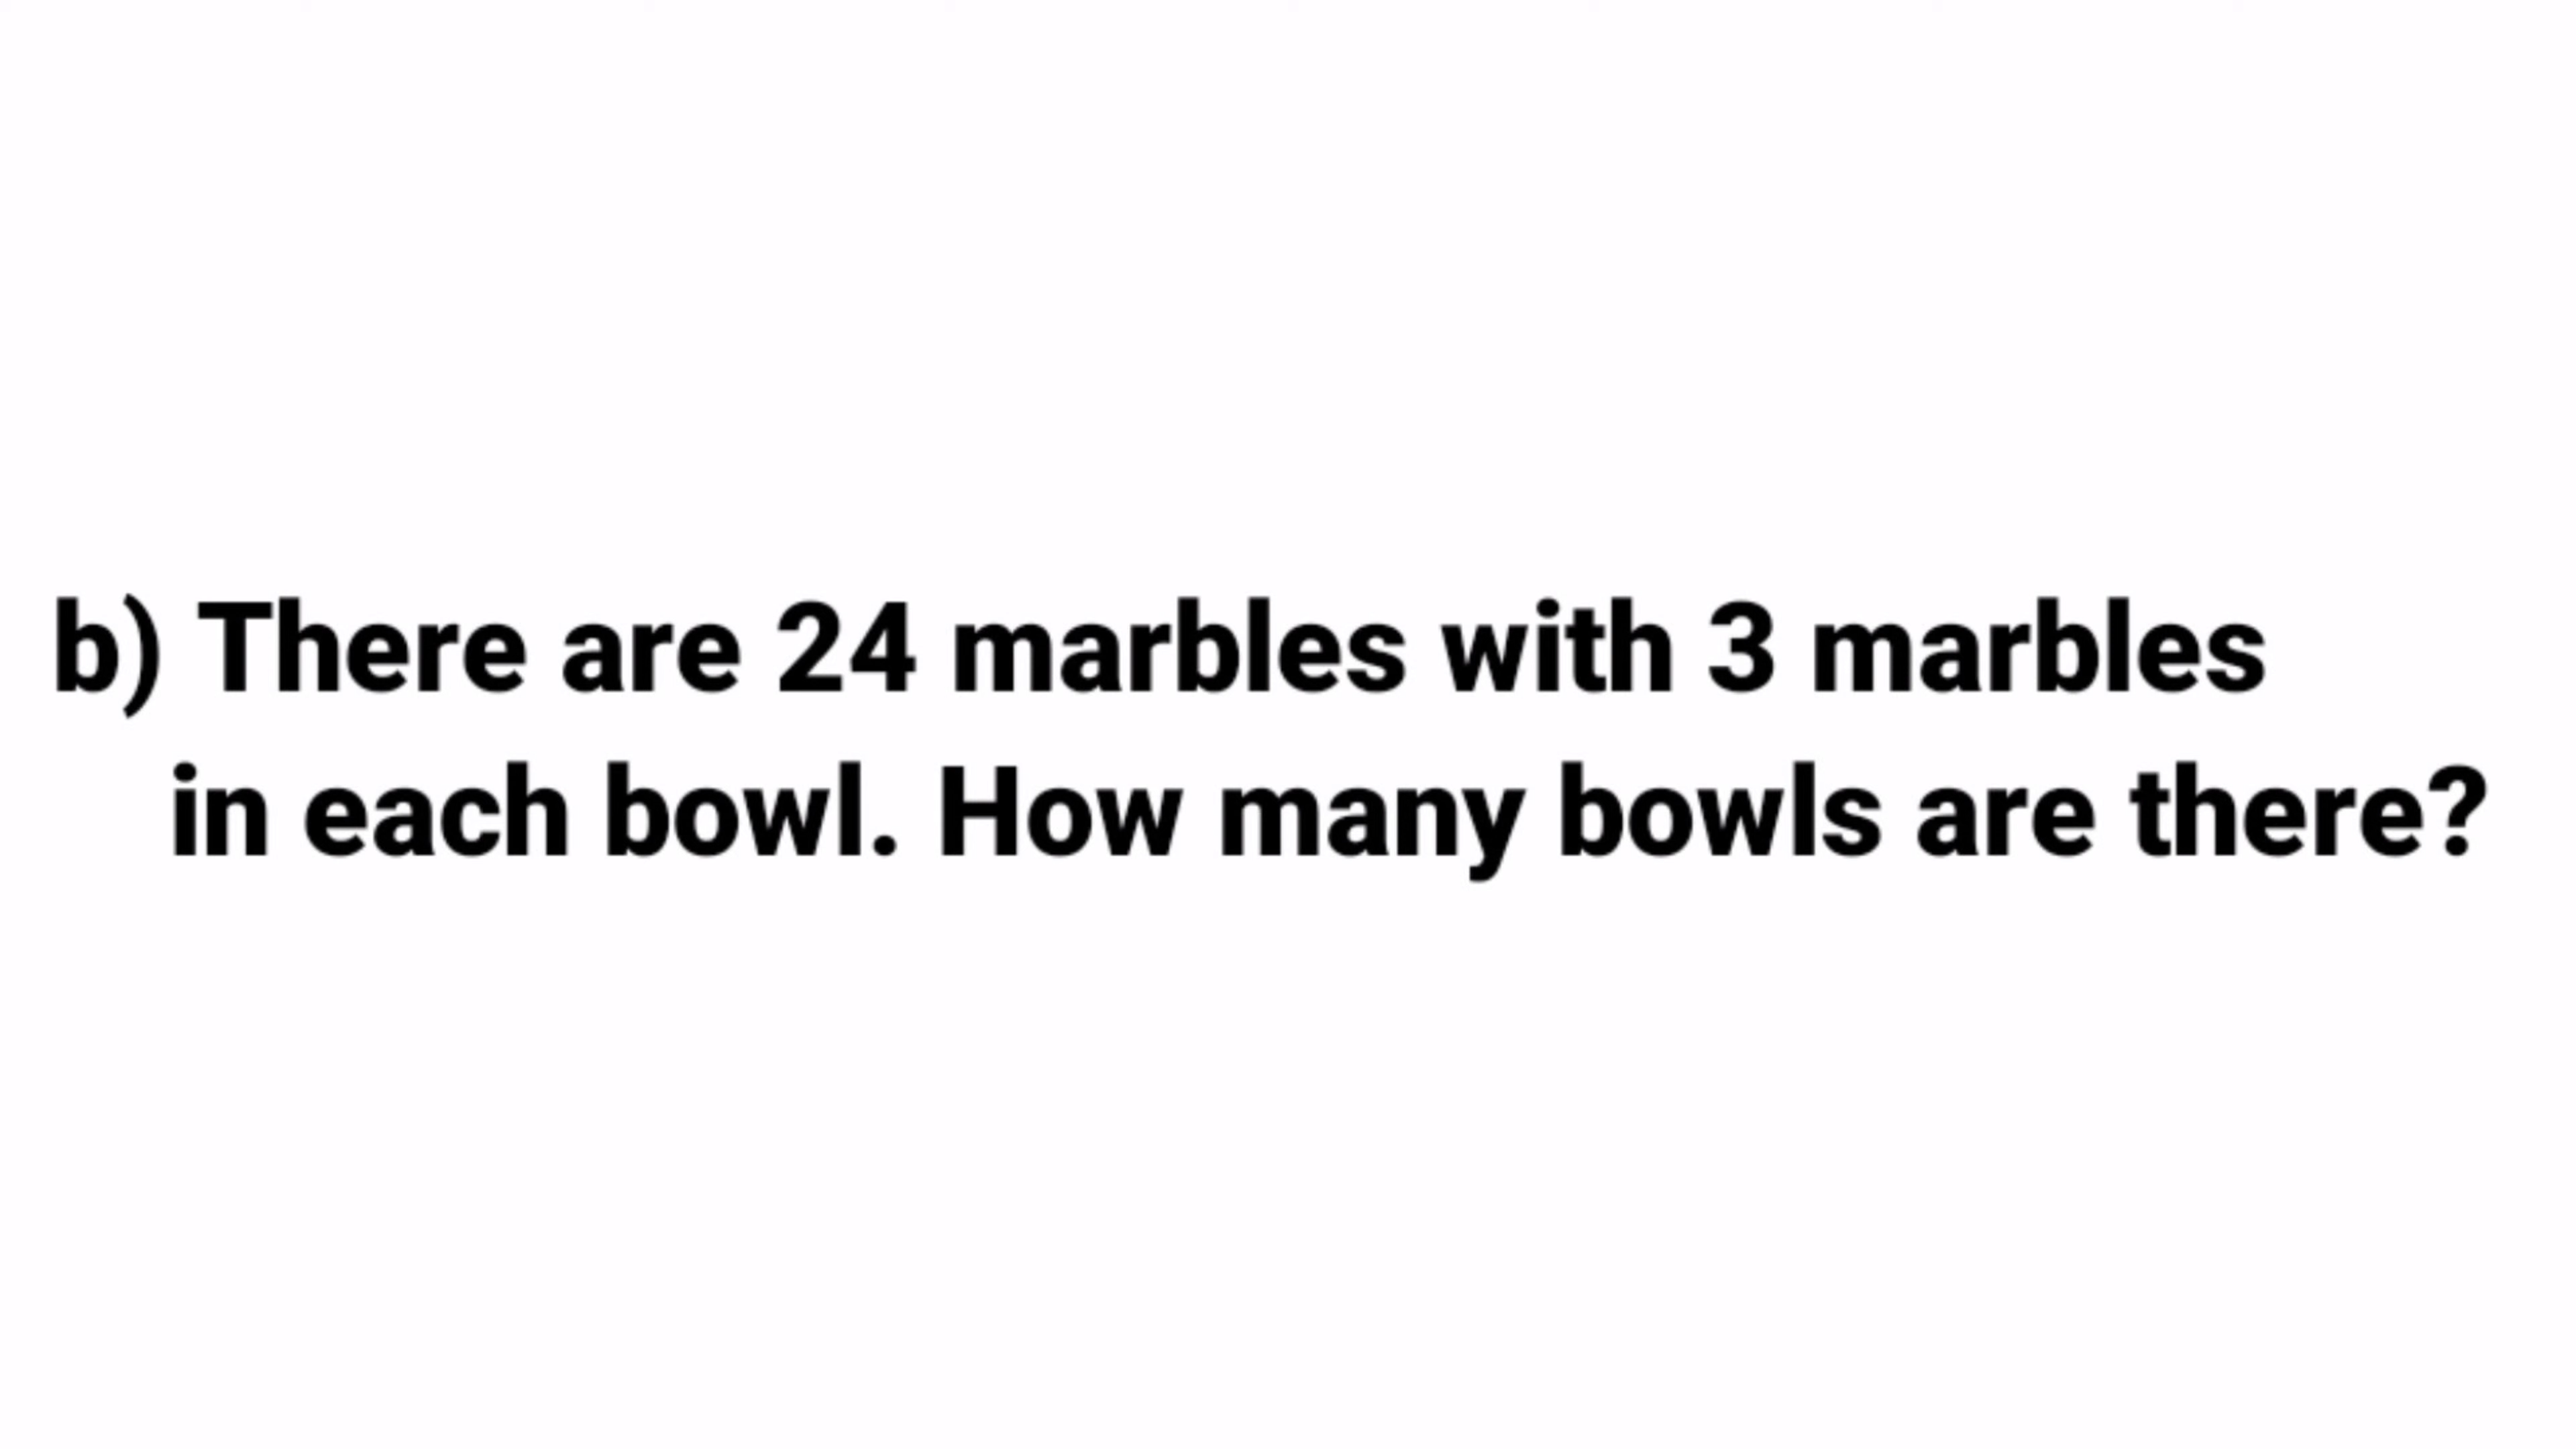 b) There are 24 marbles with 3 marbles
in each bowl. How many bowls are there?